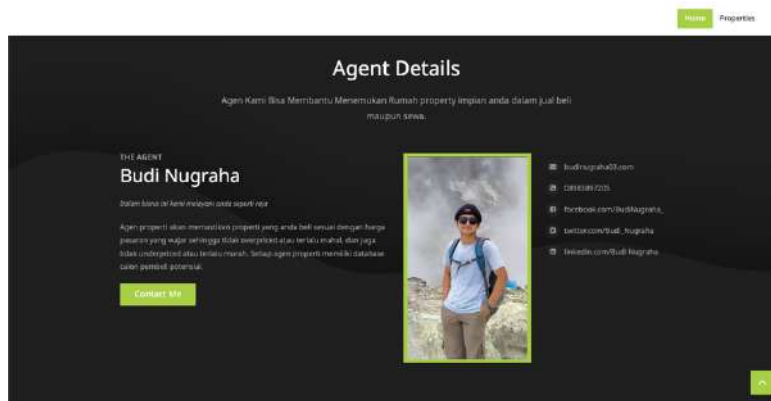 Home
Properties
Agent Details
Agen Kami Bisa Membantu Menemukan Rumah property impian anda dalam jual beli
maupun sewa.
THE AGENT
Budi Nugraha
Dalam bisnis ini kami melayani anda seperti raja
Agen properti akan memastikan properti yang anda beli sesuai dengan harga
pasaran yang wajar sehingga tidak overpriced atau terlalu mahal, dan juga
tidak underpriced atau terlalu murah. Setiap agen properti memiliki database
calon pembeli potensial.
Contact Me
budinugraha03.com
facebook.com/BudiNugraha_
twitter.com/Budi_Nugraha
linkedin.com/Budi Nugraha